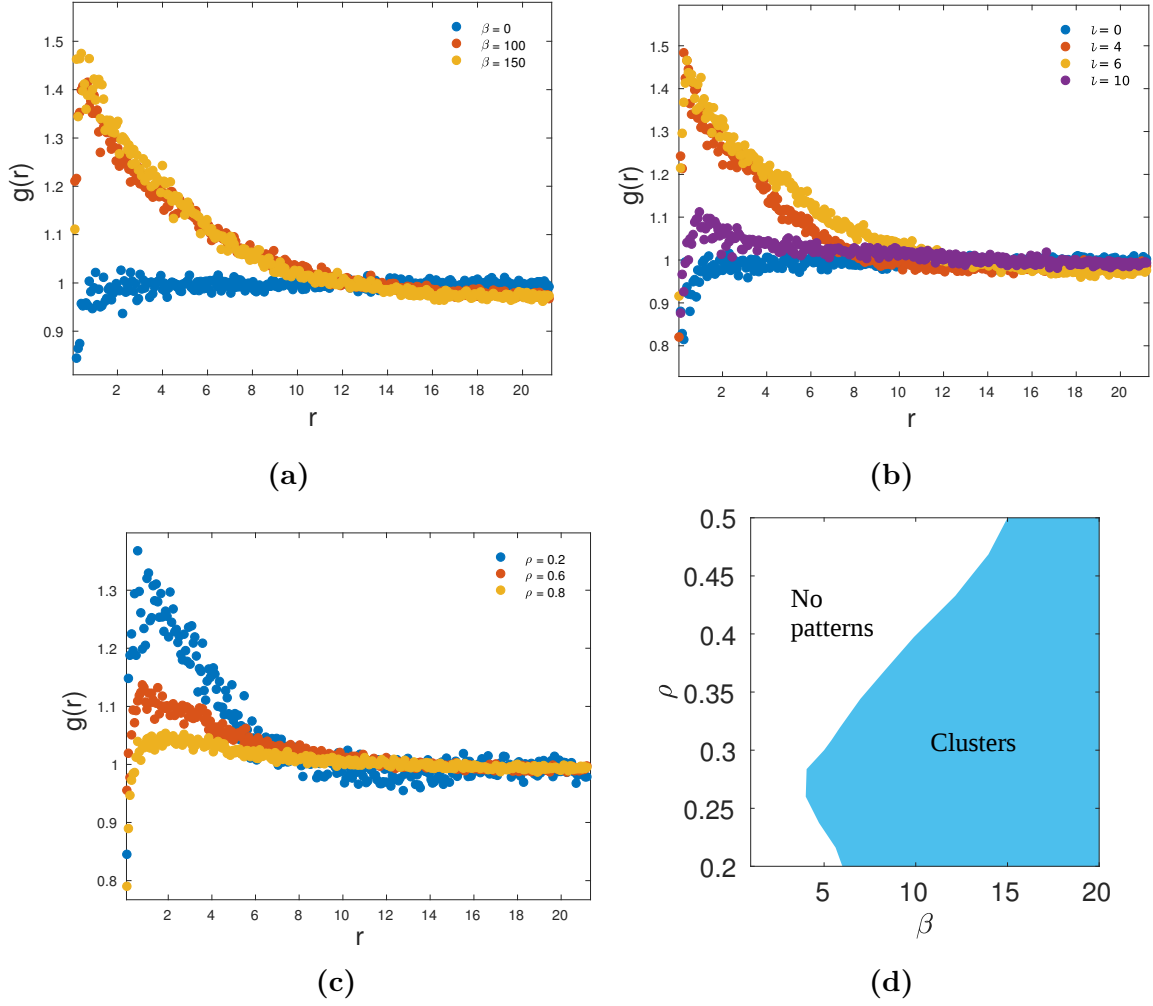 1.5
1.4
1.3
1.2
1.1
1
0.9
g(r)
2 4 6 8 10 12 14 16 18 20
r
β = 0
β = 100
β = 150
(a)
1.5
1.4
1.3
1.2
1.1
1
0.9
0.8
g(r)
2 4 6 8 10 12 14 16 18 20
r
ι = 0
ι = 4
ι = 6
ι = 10
(b)
1.3
1.2
1.1
1
0.9
0.8
g(r)
2 4 6 8 10 12 14 16 18 20
r
ρ = 0.2
ρ = 0.6
ρ = 0.8
(c)
0.5
0.45
0.4
0.35
0.3
0.25
0.2
ρ
No
patterns
Clusters
5 10 15 20
β
(d)